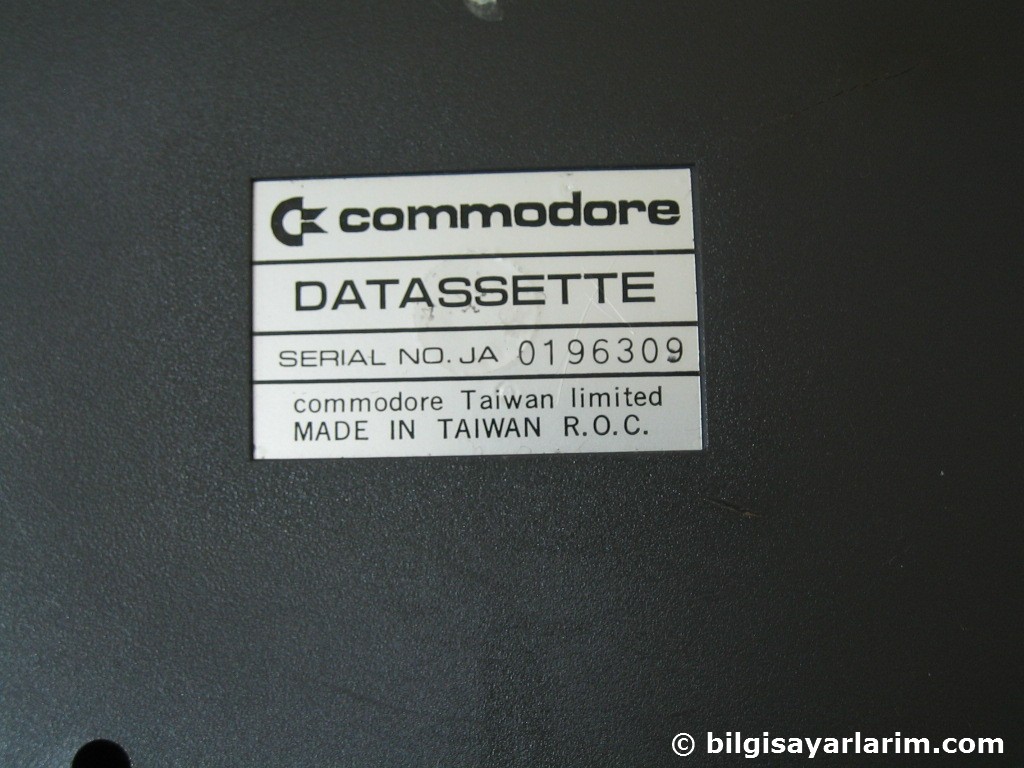 commodore
DATASSETTE
SERIAL NO. JA 0196309
commodore Taiwan limited
MADE IN TAIWAN R.O.C.
© bilgisayarlarim.com